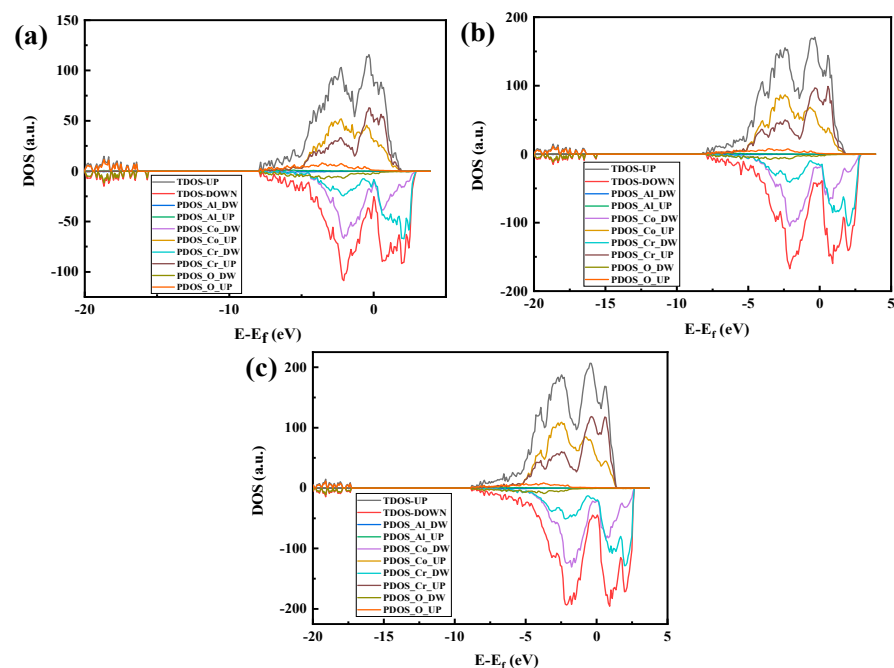 (a)
150
100
50
0
-50
-100
DOS (a.u.)
TDOS-UP
TDOS-DOWN
PDOS_Al_DW
PDOS_Al_UP
PDOS_Co_DW
PDOS_Co_UP
PDOS_Cr_DW
PDOS_Cr_UP
PDOS_O_DW
PDOS_O_UP
-20 -15 -10 -5 0
E-Ef (eV)
(b)
200
100
0
-100
-200
DOS (a.u.)
TDOS-UP
TDOS-DOWN
PDOS_Al_DW
PDOS_Al_UP
PDOS_Co_DW
PDOS_Co_UP
PDOS_Cr_DW
PDOS_Cr_UP
PDOS_O_DW
PDOS_O_UP
-20 -15 -10 -5 0 5
E-Ef (eV)
(c)
200
100
0
-100
-200
DOS (a.u.)
TDOS-UP
TDOS-DOWN
PDOS_Al_DW
PDOS_Al_UP
PDOS_Co_DW
PDOS_Co_UP
PDOS_Cr_DW
PDOS_Cr_UP
PDOS_O_DW
PDOS_O_UP
-20 -15 -10 -5 0 5
E-Ef (eV)